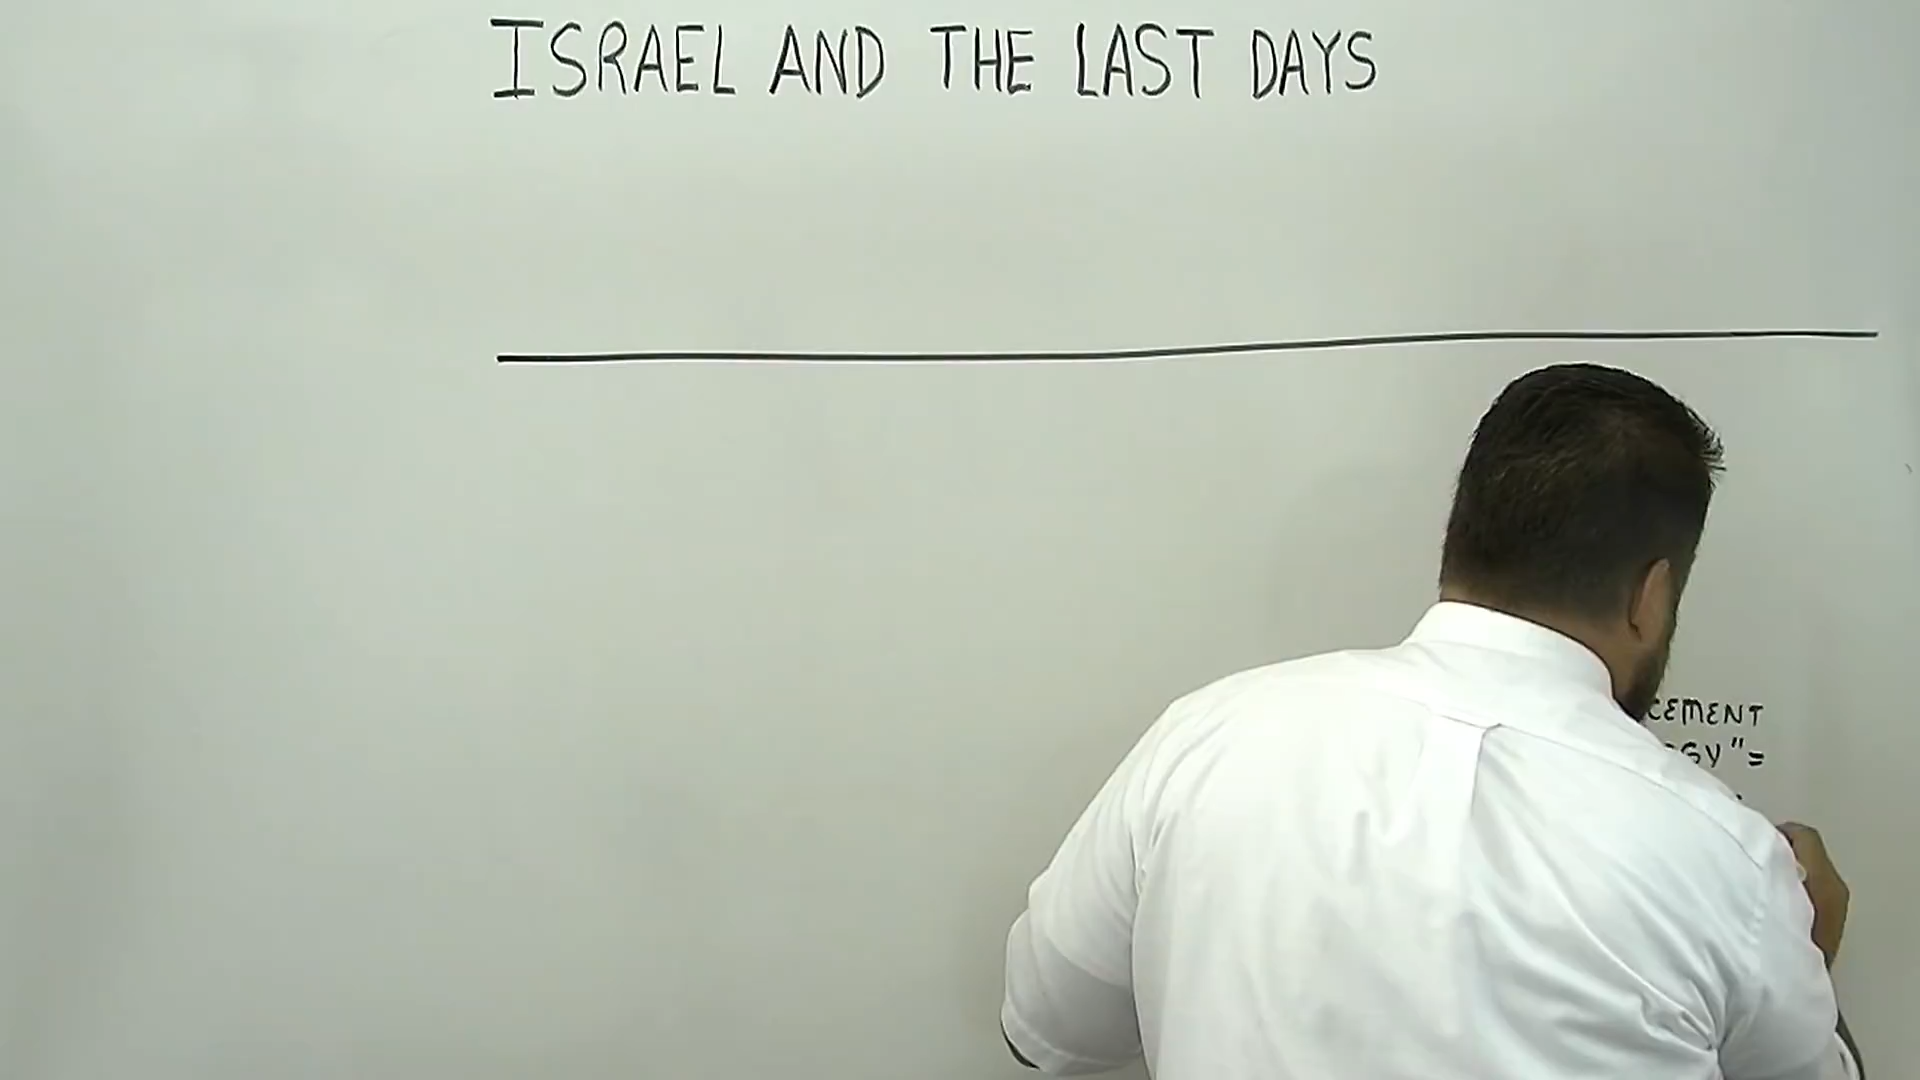 ISRAEL AND THE LAST DAYS
CEMENT
GY"=